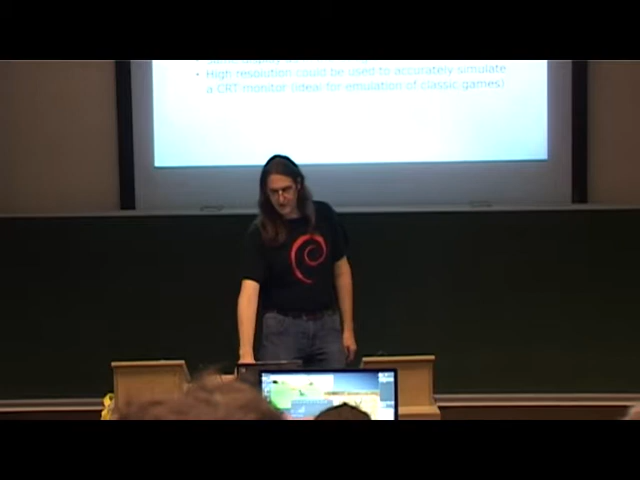 • High resolution could be used to accurately simulate
a CRT monitor (ideal for emulation of classic games)